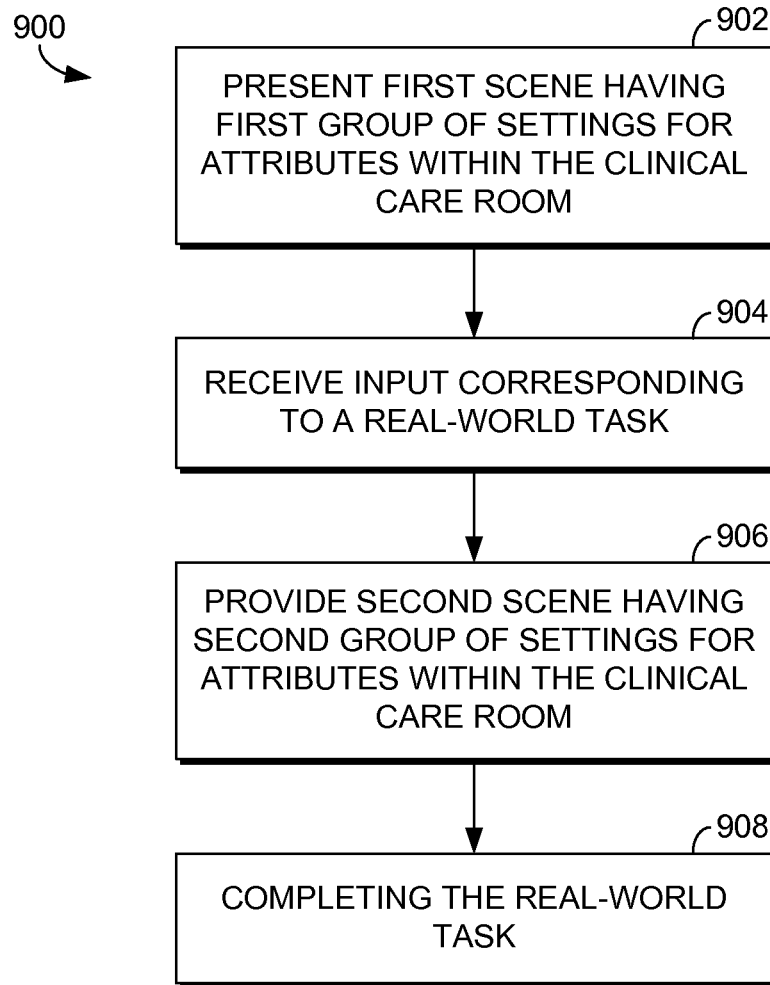 900
902
PRESENT FIRST SCENE HAVING
FIRST GROUP OF SETTINGS FOR
ATTRIBUTES WITHIN THE CLINICAL
CARE ROOM
904
RECEIVE INPUT CORRESPONDING
TO A REAL-WORLD TASK
906
PROVIDE SECOND SCENE HAVING
SECOND GROUP OF SETTINGS FOR
ATTRIBUTES WITHIN THE CLINICAL
CARE ROOM
908
COMPLETING THE REAL-WORLD
TASK